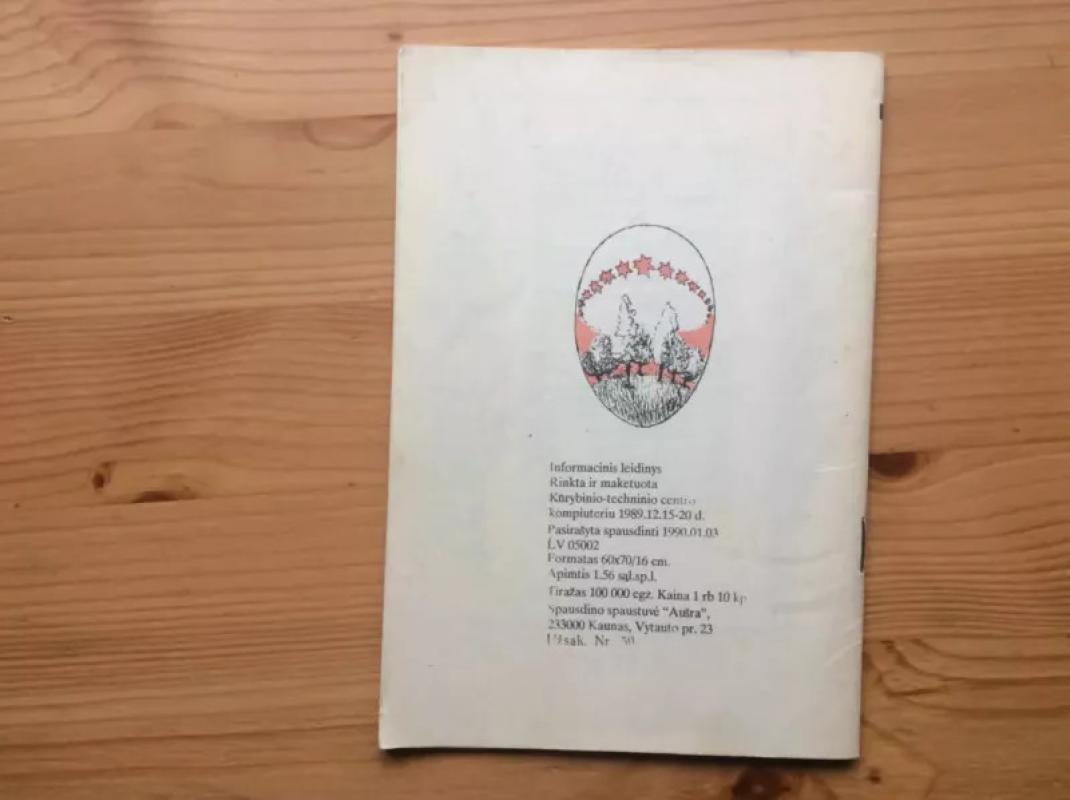 Informacinis leidinys
Rinkta ir maketuota
Kūrybinio-techninio centro
kompiuteriu 1989.12.15-20 d.
Pasirašyta spausdinti 1990.01.03
LV 05002
Formatas 60x70/16 cm.
Apimtis 1.56 sąl.sp.l.
Tiražas 100 000 egz. Kaina 1 rb 10 kp
Spausdino spaustuvė "Aušra",
233000 Kaunas, Vytauto pr. 23
Užsak. Nr